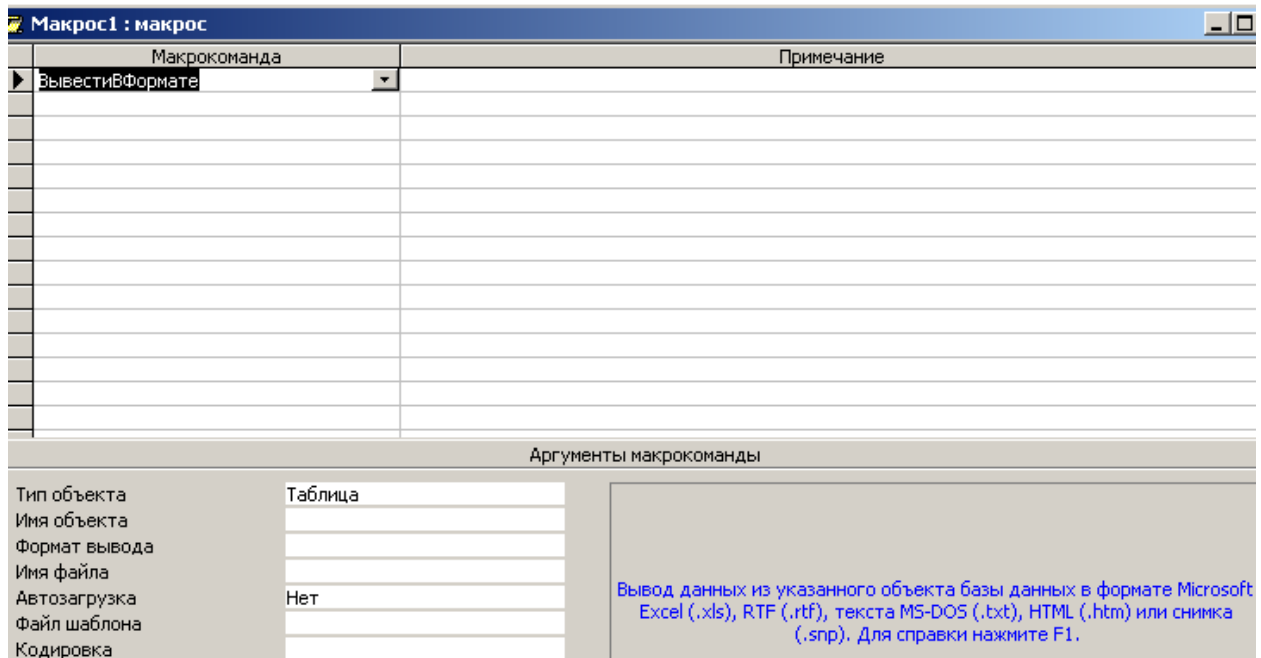 Макрос1 : макрос
Макрокоманда Примечание
ВывестиВФормате
Аргументы макрокоманды
Тип объекта Таблица
Имя объекта
Формат вывода
Имя файла
Автозагрузка Нет
Файл шаблона
Кодировка
Вывод данных из указанного объекта базы данных в формате Microsoft
Excel (.xls), RTF (.rtf), текста MS-DOS (.txt), HTML (.htm) или снимка
(.snp). Для справки нажмите F1.